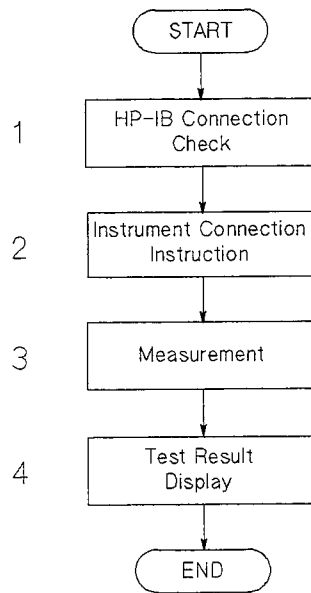 START
1
HP-IB Connection
Check
2
Instrument Connection
Instruction
3
Measurement
4
Test Result
Display
END